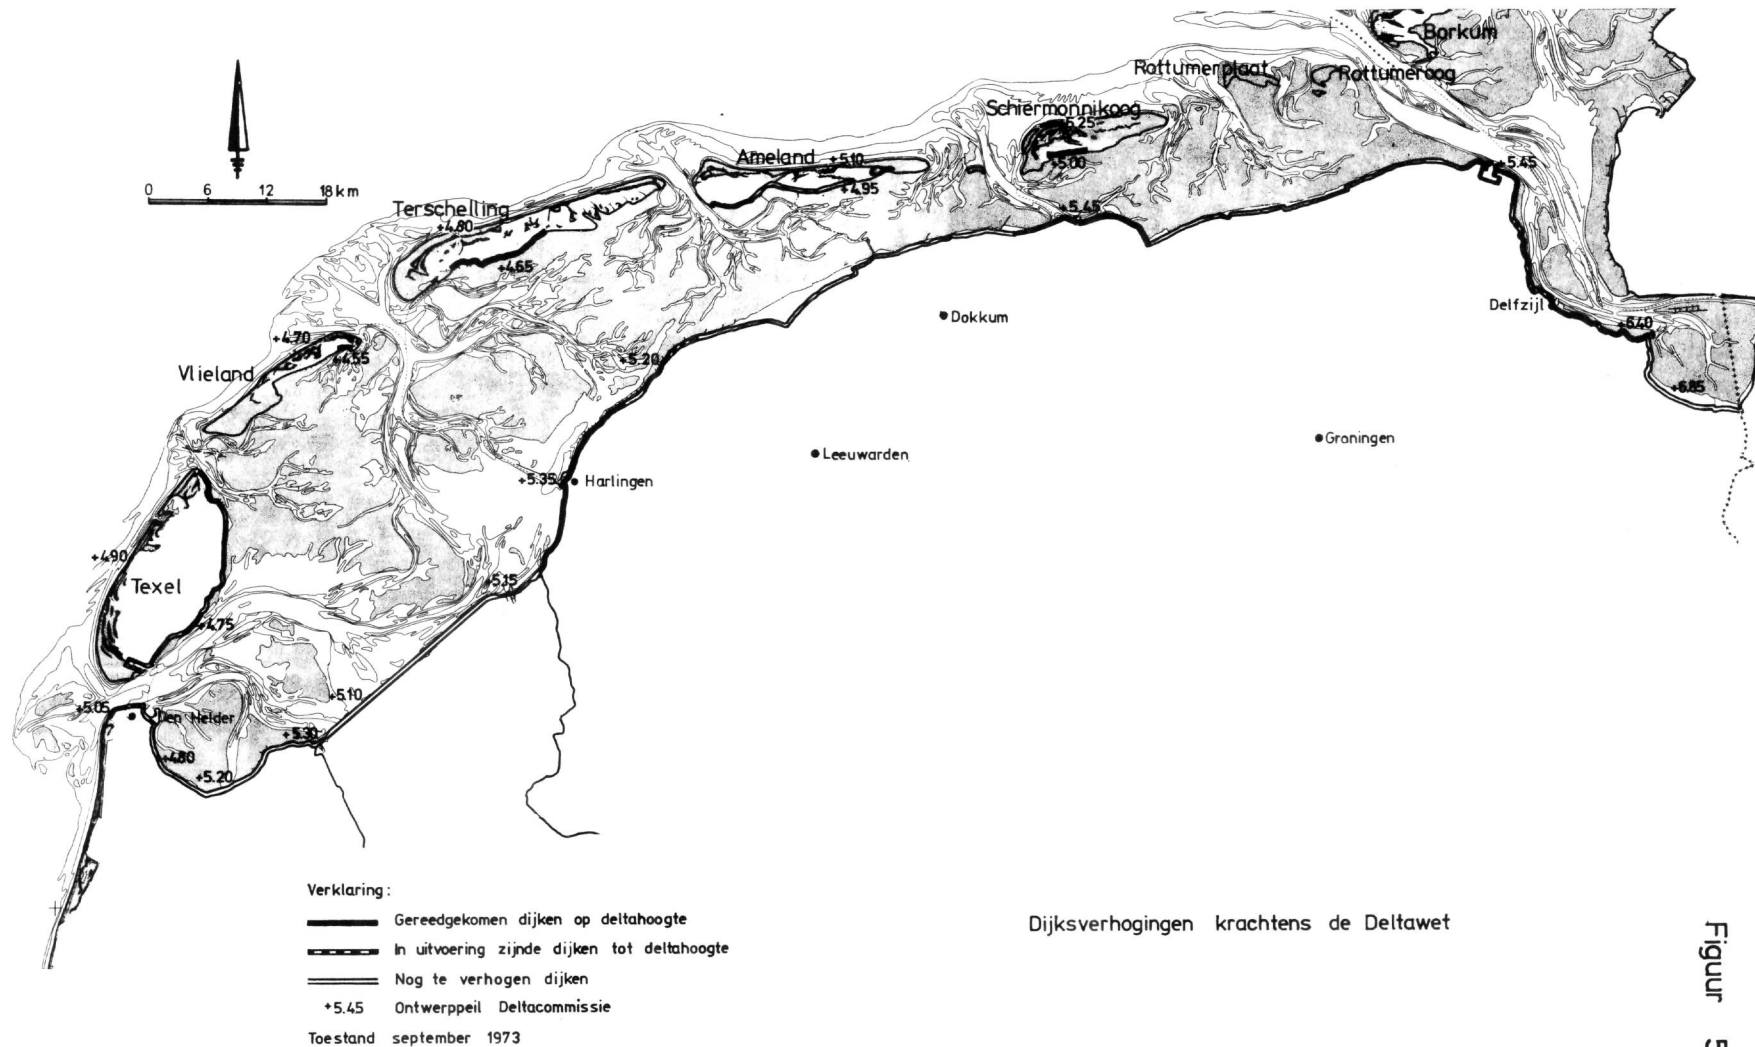 Borkum
Rottumerplaat
Rottumeroog
Schiermonnikoog
+5.25
+5.00
Ameland
+5.10
+4.95
+5.45
+5.45
0 6 12 18 km
Terschelling
+4.80
+4.65
Dokkum
Delfzijl
+6.40
+4.70
+4.55
+5.20
Vlieland
+6.85
Groningen
Leeuwarden
+5.35
Harlingen
+4.90
Texel
+5.15
+4.75
+5.10
+5.05
Den Helder
+5.30
+4.80
+5.20
Verklaring:
Gereedgekomen dijken op deltahoogte
In uitvoering zijnde dijken tot deltahoogte
Nog te verhogen dijken
+5.45 Ontwerppeil Deltacommissie
Toestand september 1973
Dijksverhogingen krachtens de Deltawet
Figuur